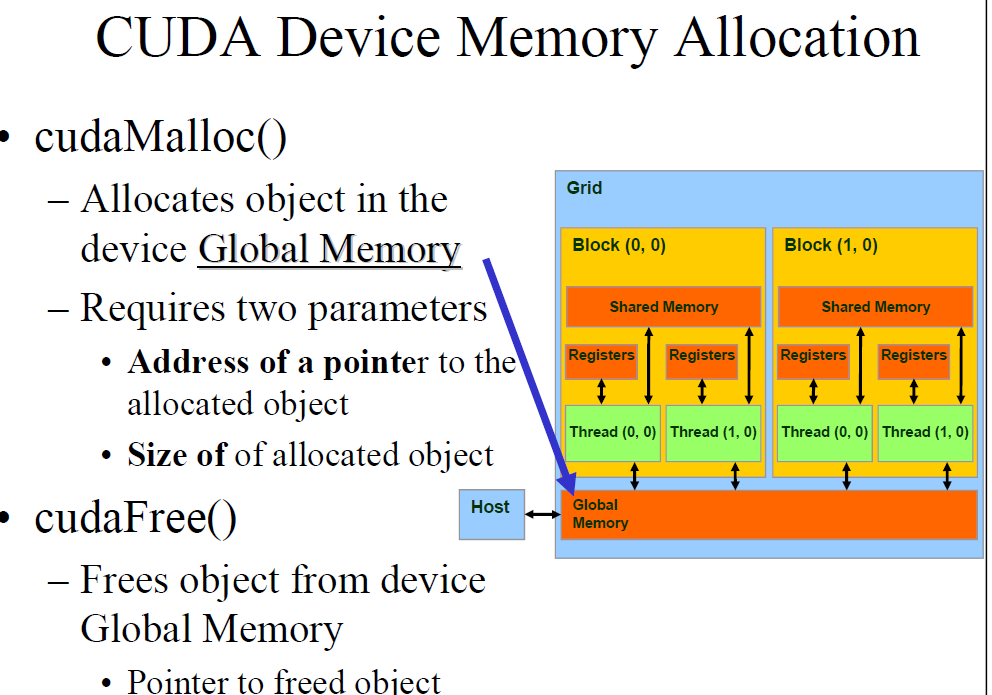 CUDA Device Memory Allocation
• cudaMalloc()
– Allocates object in the
device Global Memory
– Requires two parameters
• Address of a pointer to the
allocated object
• Size of of allocated object
• cudaFree()
– Frees object from device
Global Memory
• Pointer to freed object
Grid
Block (0, 0)
Block (1, 0)
Shared Memory
Shared Memory
Registers
Registers
Registers
Registers
Thread (0, 0)
Thread (1, 0)
Thread (0, 0)
Thread (1, 0)
Host
Global
Memory